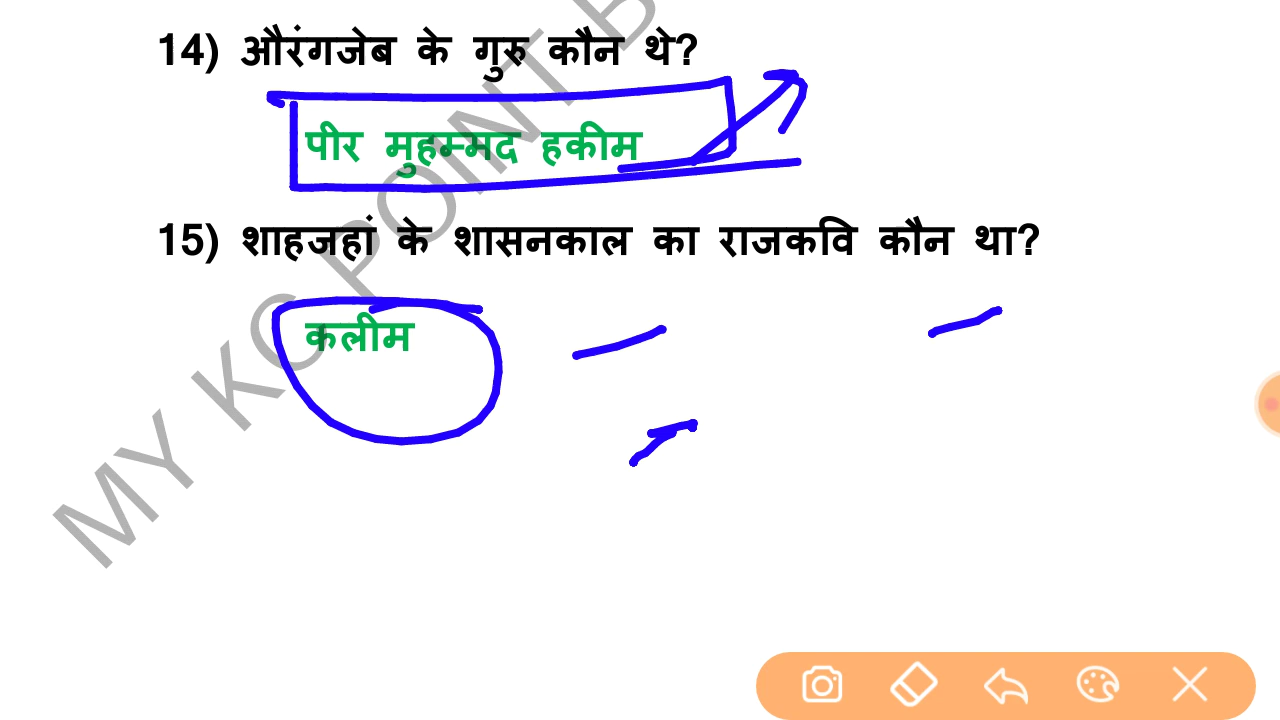 14) औरंगजेब के गुरु कौन थे?
पीर मुहम्मद हकीम
15) शाहजहां के शासनकाल का राजकवि कौन था?
कलीम
MY KC POINT